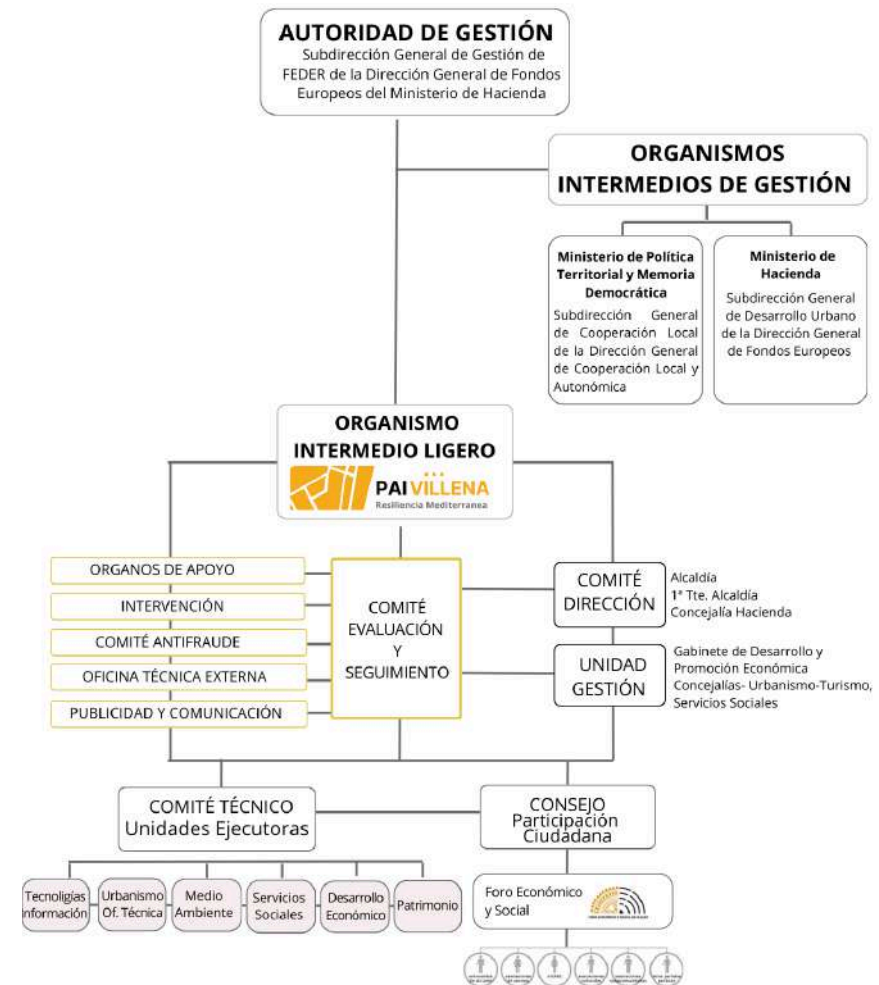 AUTORIDAD DE GESTIÓN
Subdirección General de Gestión de
FEDER de la Dirección General de Fondos
Europeos del Ministerio de Hacienda
ORGANISMOS
INTERMEDIOS DE GESTIÓN
Ministerio de Política
Territorial y Memoria
Democrática
Subdirección General
de Cooperación Local
de la Dirección General
de Cooperación Local y
Autonómica
Ministerio de
Hacienda
Subdirección General
de Desarrollo Urbano
de la Dirección General
de Fondos Europeos
ORGANISMO
INTERMEDIO LIGERO
PAI VILLENA
Resiliencia Mediterranea
ORGANOS DE APOYO
INTERVENCIÓN
COMITÉ ANTIFRAUDE
OFICINA TÉCNICA EXTERNA
PUBLICIDAD Y COMUNICACIÓN
COMITÉ
EVALUACIÓN
Y
SEGUIMIENTO
COMITÉ
DIRECCIÓN
Alcaldía
1ª Tte. Alcaldía
Concejalía Hacienda
UNIDAD
GESTIÓN
Gabinete de Desarrollo y
Promoción Económica
Concejalías- Urbanismo-Turismo,
Servicios Sociales
COMITÉ TÉCNICO
Unidades Ejecutoras
CONSEJO
Participación
Ciudadana
Tecnoligías
Información
Urbanismo
Of. Técnica
Medio
Ambiente
Servicios
Sociales
Desarrollo
Económico
Patrimonio
Foro Económico
y Social